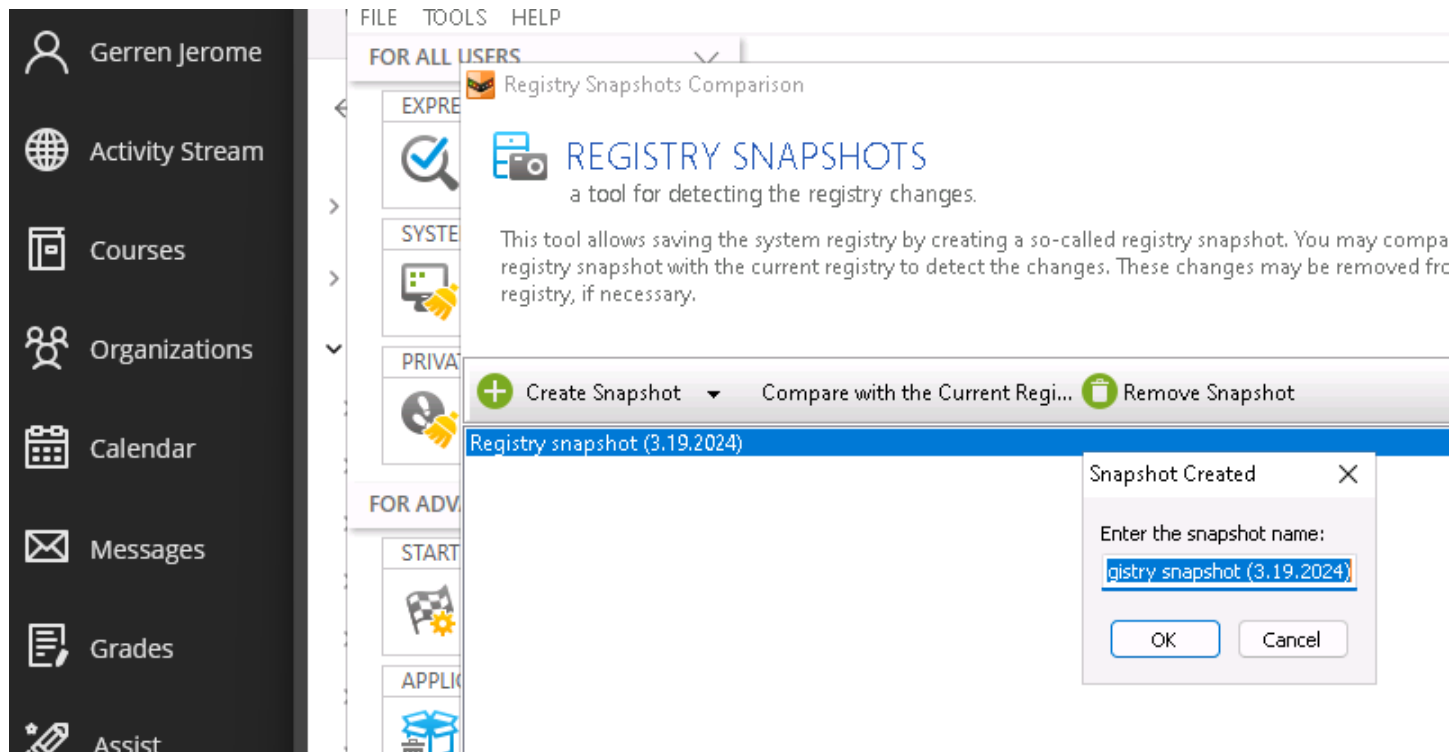 Gerren Jerome
Activity Stream
Courses
Organizations
Calendar
Messages
Grades
Assist
FILE TOOLS HELP
FOR ALL USERS
EXPRE
SYSTE
PRIVA
FOR ADV
START
APPLI
Registry Snapshots Comparison
REGISTRY SNAPSHOTS
a tool for detecting the registry changes.
This tool allows saving the system registry by creating a so-called registry snapshot. You may compa
registry snapshot with the current registry to detect the changes. These changes may be removed fro
registry, if necessary.
Create Snapshot Compare with the Current Regi... Remove Snapshot
Registry snapshot (3.19.2024)
Snapshot Created
Enter the snapshot name:
gistry snapshot (3.19.2024)
OK Cancel